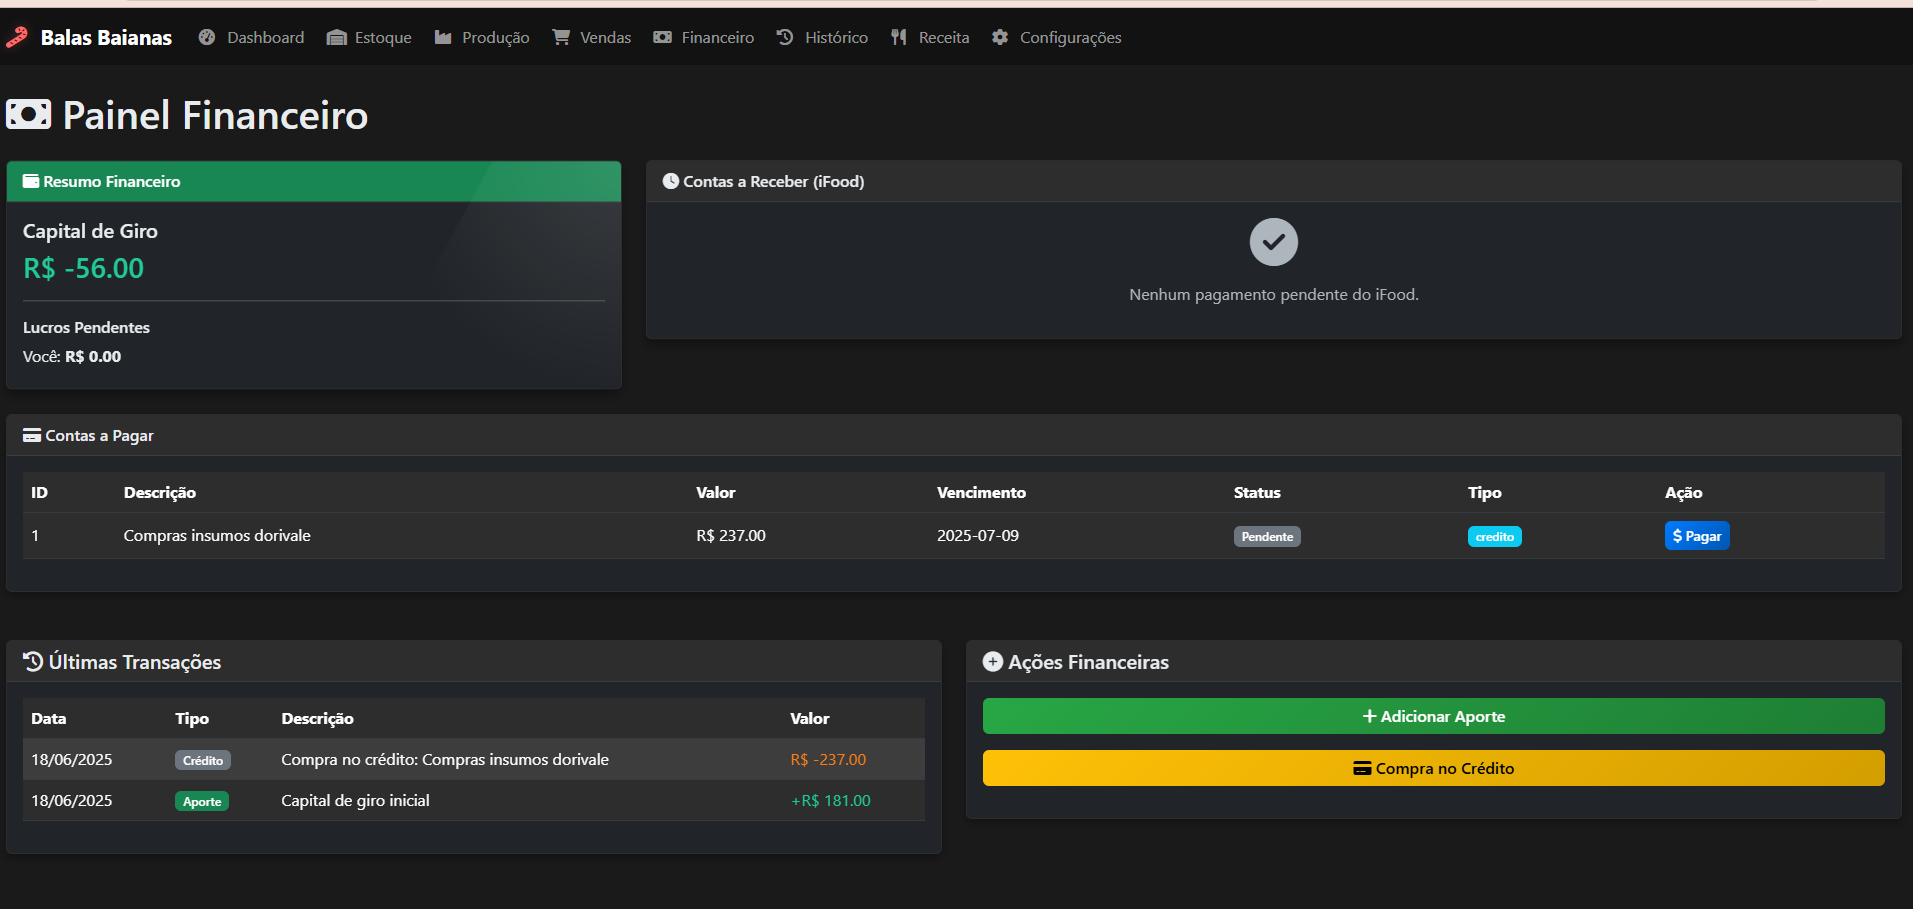 Balas Baianas Dashboard Estoque Produção Vendas Financeiro Histórico Receita Configurações
Painel Financeiro
Resumo Financeiro
Capital de Giro
R$ -56.00
Lucros Pendentes
Você: R$ 0.00
Contas a Receber (iFood)
Nenhum pagamento pendente do iFood.
Contas a Pagar
ID Descrição Valor Vencimento Status Tipo Ação
1 Compras insumos dorivale R$ 237.00 2025-07-09 Pendente credito $ Pagar
Últimas Transações
Data Tipo Descrição Valor
18/06/2025 Crédito Compra no crédito: Compras insumos dorivale R$ -237.00
18/06/2025 Aporte Capital de giro inicial +R$ 181.00
Ações Financeiras
+ Adicionar Aporte
Compra no Crédito